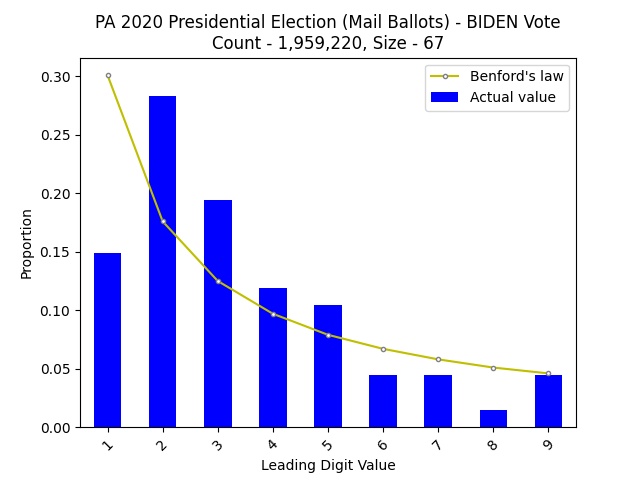 PA 2020 Presidential Election (Mail Ballots) - BIDEN Vote
Count - 1,959,220, Size - 67
Benford's law
Actual value
0.30
0.25
0.20
0.15
0.10
0.05
0.00
Proportion
1 2 3 4 5 6 7 8 9
Leading Digit Value